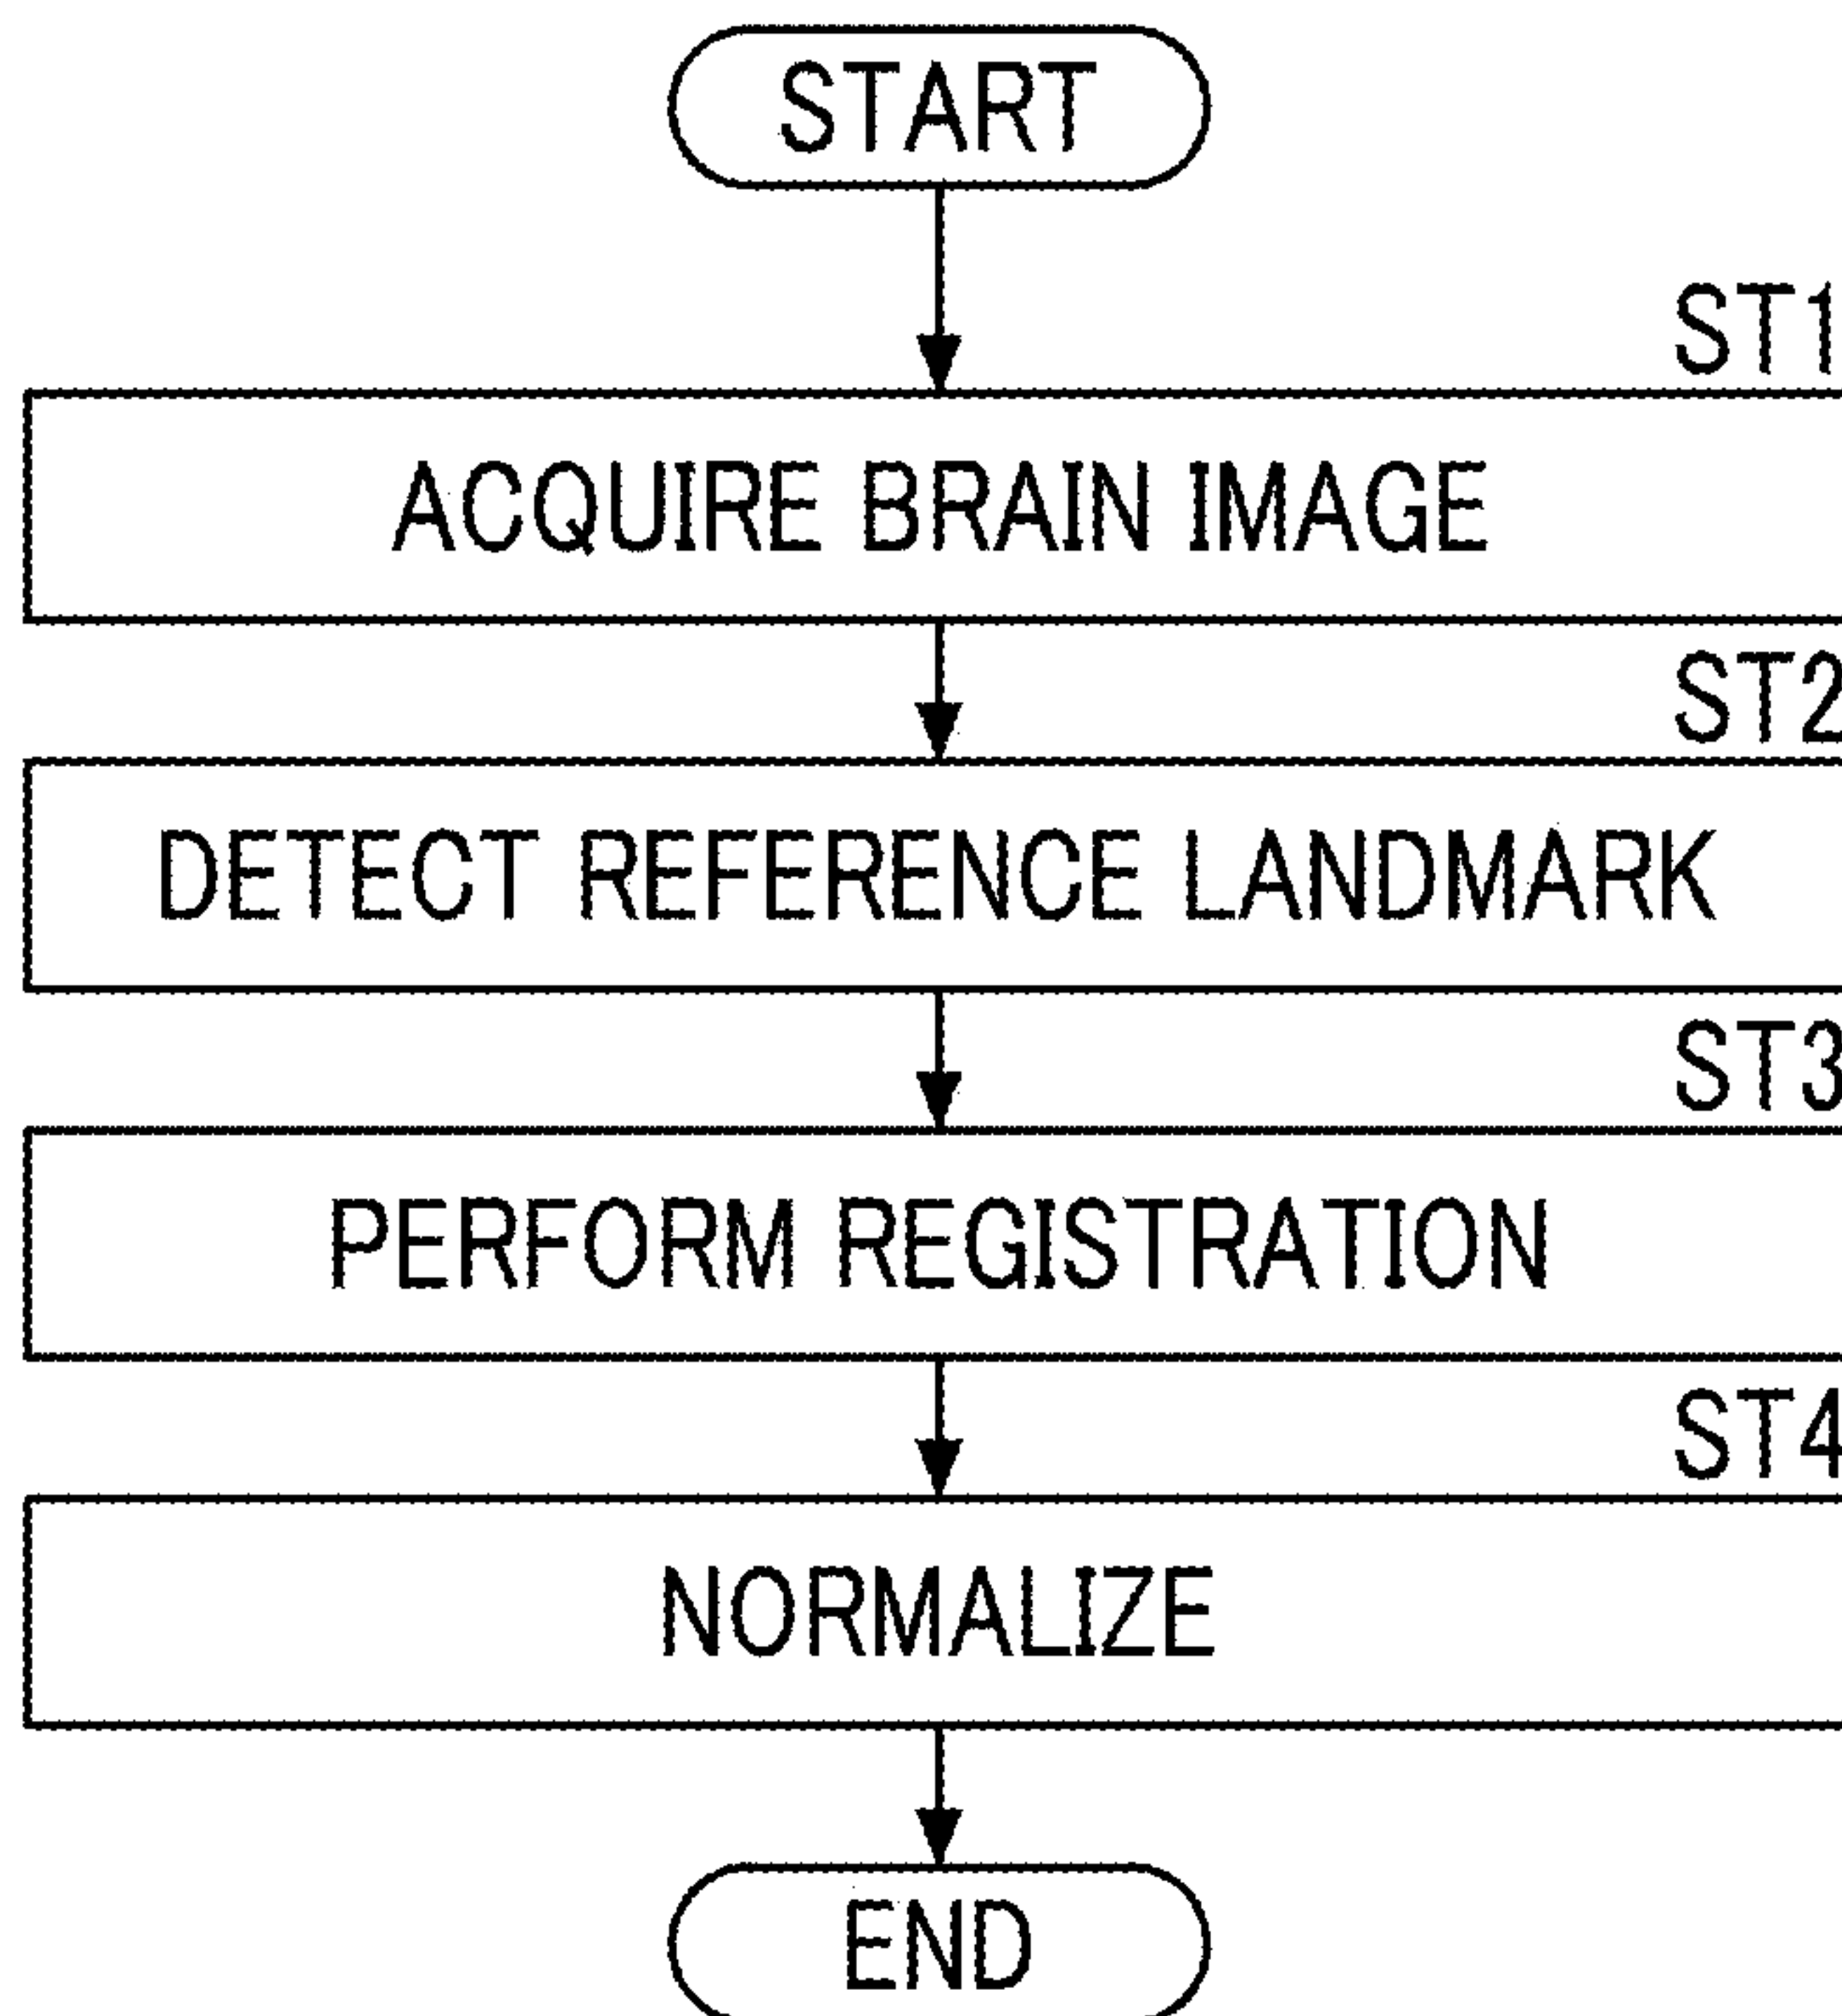 START
ST1
ACQUIRE BRAIN IMAGE
ST2
DETECT REFERENCE LANDMARK
ST3
PERFORM REGISTRATION
ST4
NORMALIZE
END